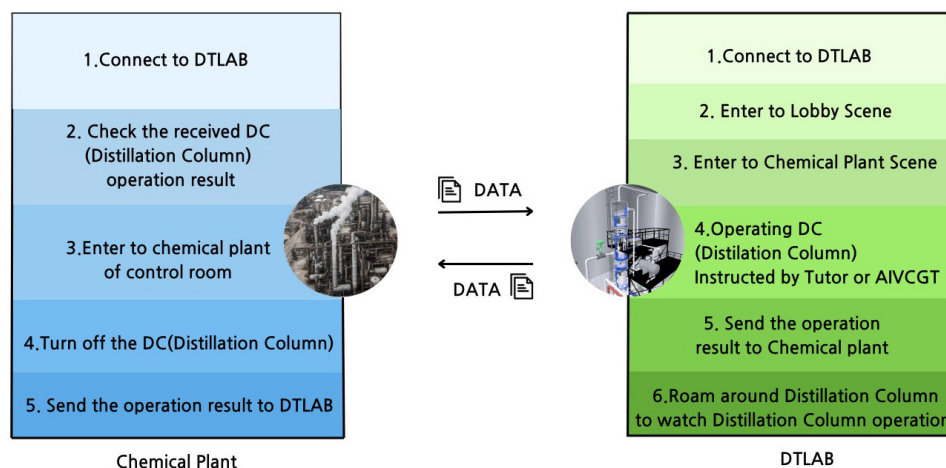 1.Connect to DTLAB
2. Check the received DC
(Distillation Column)
operation result
3.Enter to chemical plant
of control room
4.Turn off the DC(Distillation Column)
5. Send the operation result to DTLAB
Chemical Plant
DATA
DATA
1.Connect to DTLAB
2. Enter to Lobby Scene
3. Enter to Chemical Plant Scene
4.Operating DC
(Distilation Column)
Instructed by Tutor or AIVCGT
5. Send the operation
result to Chemical plant
6.Roam around Distillation Column
to watch Distillation Column operation
DTLAB